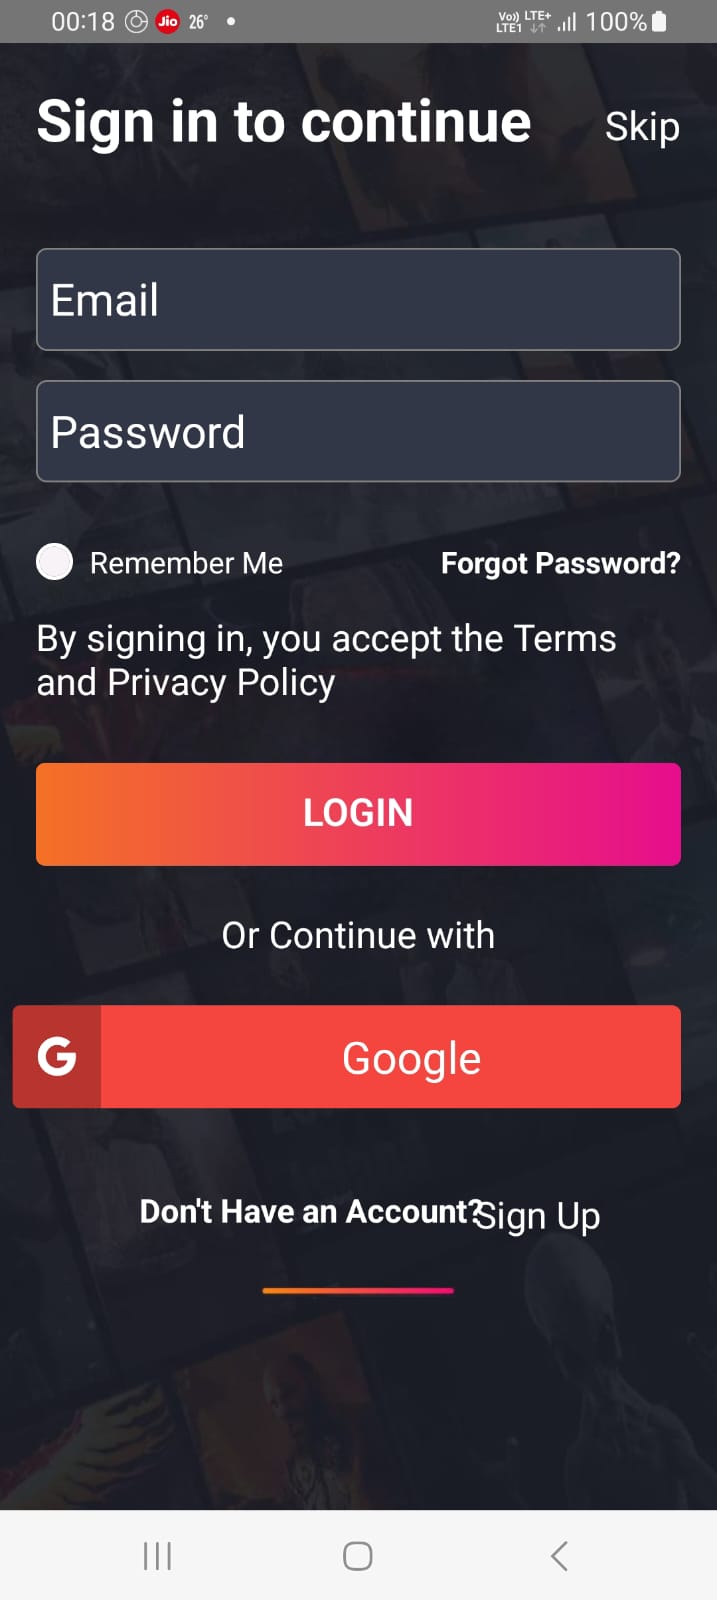 00:18 Jio 26° Vo)) LTE+ LTE1 100%
Sign in to continue Skip
Email
Password
Remember Me Forgot Password?
By signing in, you accept the Terms
and Privacy Policy
LOGIN
Or Continue with
G Google
Don't Have an Account? Sign Up